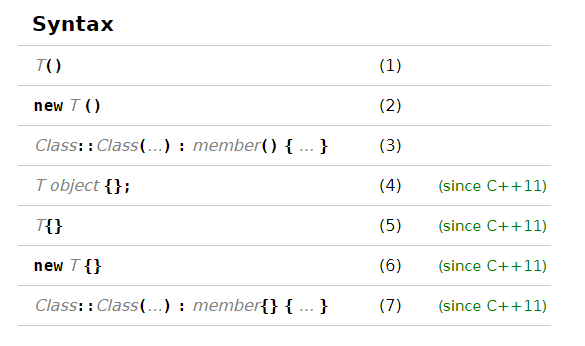 Syntax
T() (1)
new T () (2)
Class::Class(...) : member() { ... } (3)
T object {}; (4) (since C++11)
T{} (5) (since C++11)
new T {} (6) (since C++11)
Class::Class(...) : member{} { ... } (7) (since C++11)